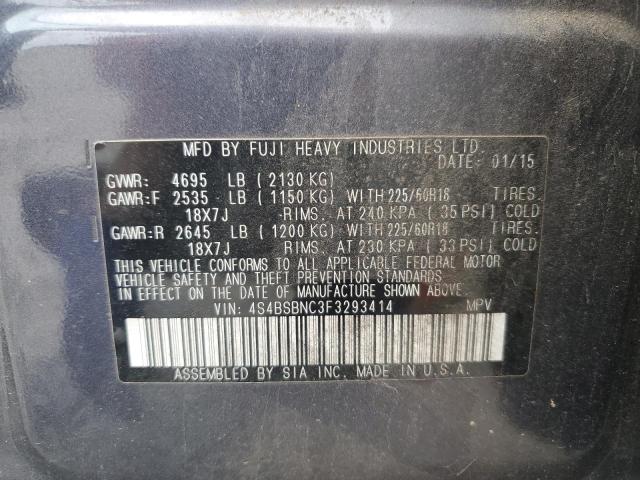 MFD BY FUJI HEAVY INDUSTRIES LTD.
DATE: 01/15
GVWR: 4695 LB ( 2130 KG)
GAWR:F 2535 LB ( 1150 KG) WITH 225/60R18 TIRES.
18X7J RIMS. AT 240 KPA ( 35 PSI) COLD
GAWR:R 2645 LB ( 1200 KG) WITH 225/60R18 TIRES.
18X7J RIMS. AT 230 KPA ( 33 PSI) COLD
THIS VEHICLE CONFORMS TO ALL APPLICABLE FEDERAL MOTOR
VEHICLE SAFETY AND THEFT PREVENTION STANDARDS
IN EFFECT ON THE DATE OF MANUFACTURE SHOWN ABOVE.
VIN: 4S4BSBNC3F3293414 MPV
ASSEMBLED BY SIA INC. MADE IN U.S.A.